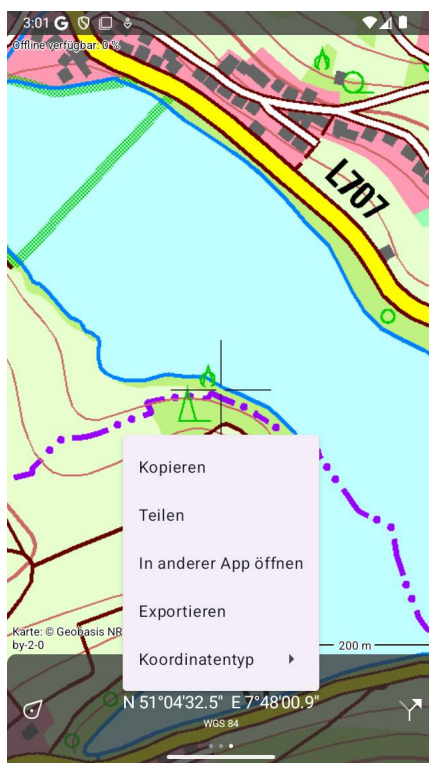 3:01 G
Offline verfügbar: 0 %
L707
Kopieren
Teilen
In anderer App öffnen
Exportieren
Koordinatentyp
Karte: © Geobasis NR
by-2-0
200 m
N 51°04'32.5" E 7°48'00.9"
WGS 84